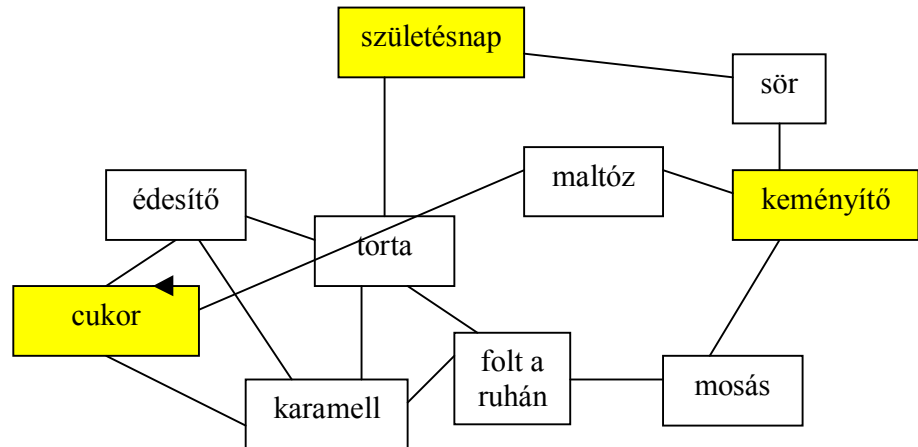 születésnap
sör
maltóz
édesítő
keményítő
torta
cukor
folt a
ruhán
mosás
karamell